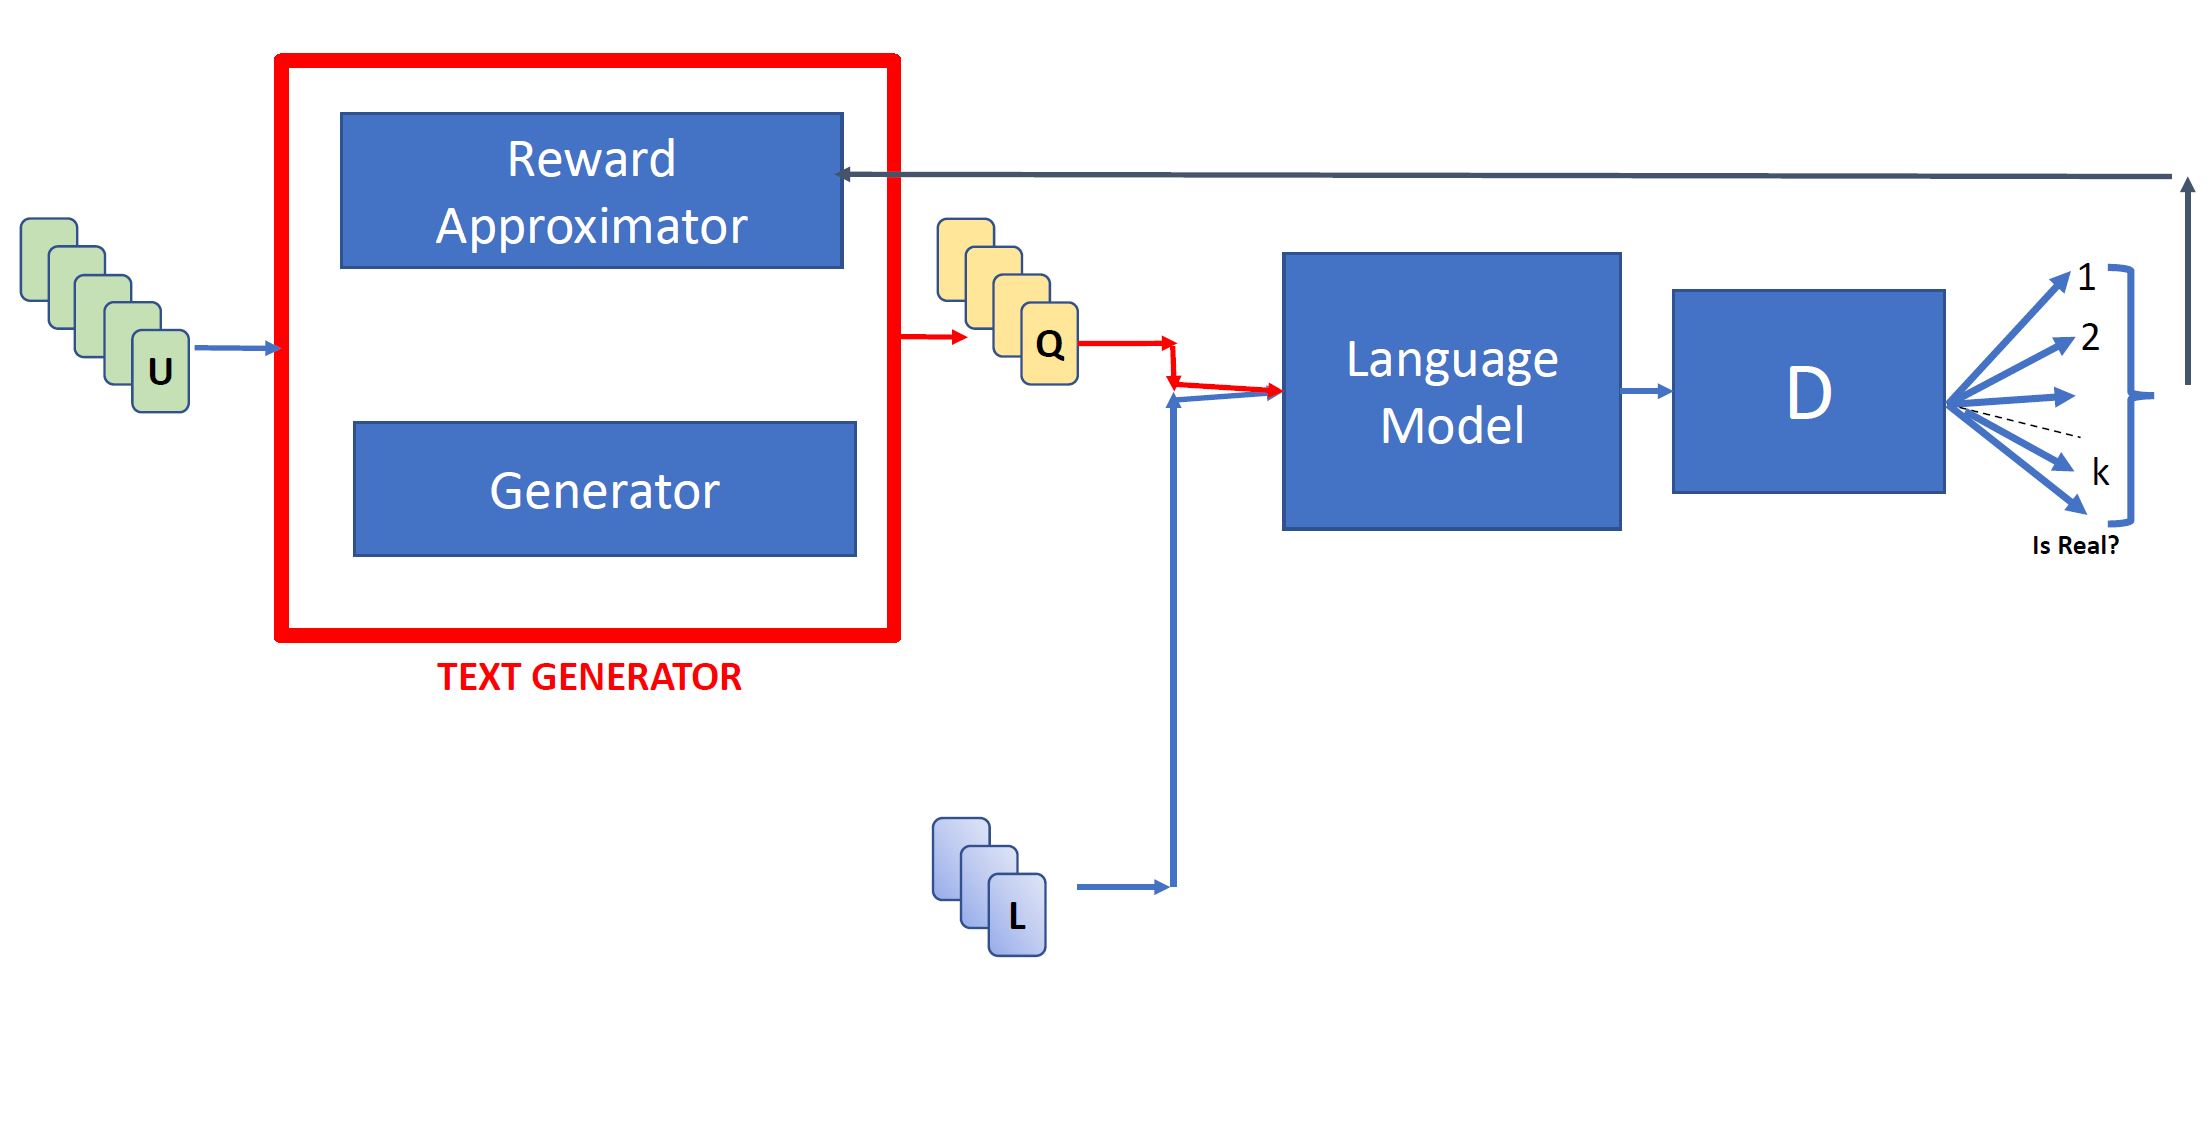 Reward
Approximator
U
Generator
TEXT GENERATOR
Q
L
Language
Model
D
1
2
k
Is Real?